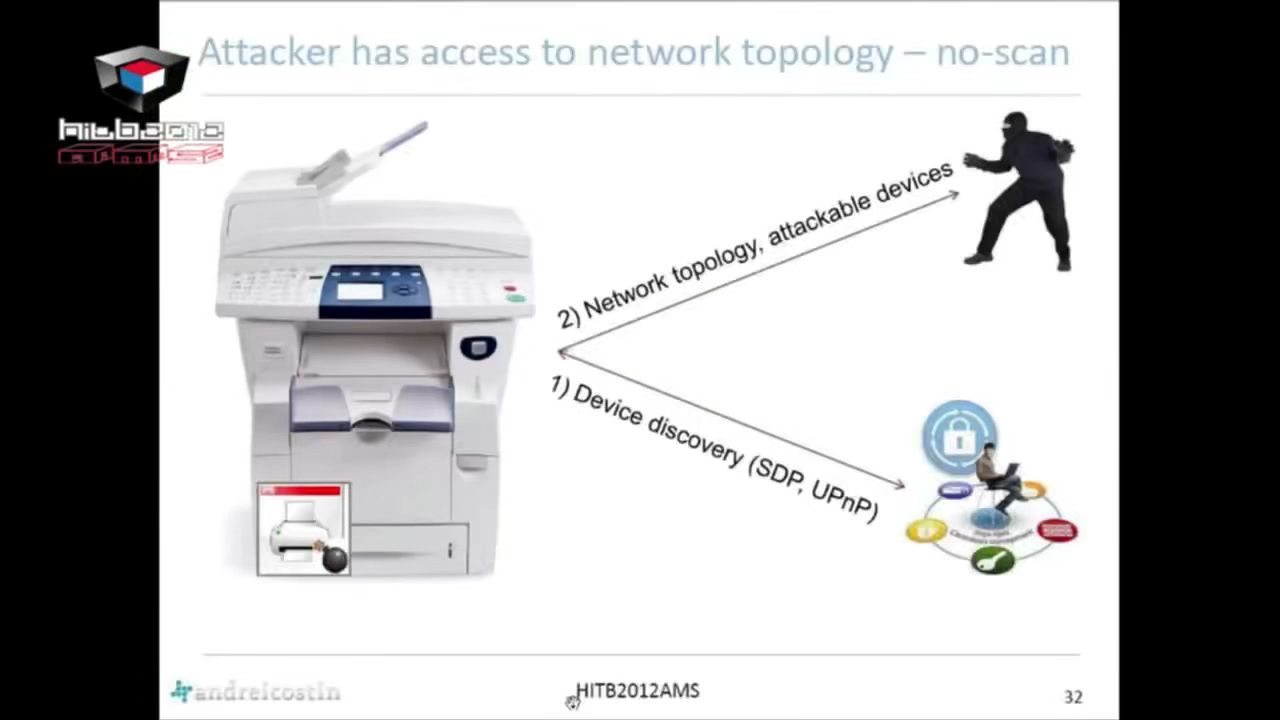 Attacker has access to network topology – no-scan
hitb2012
2) Network topology, attackable devices
1) Device discovery (SDP, UPnP)
andreicostin
HITB2012AMS
32